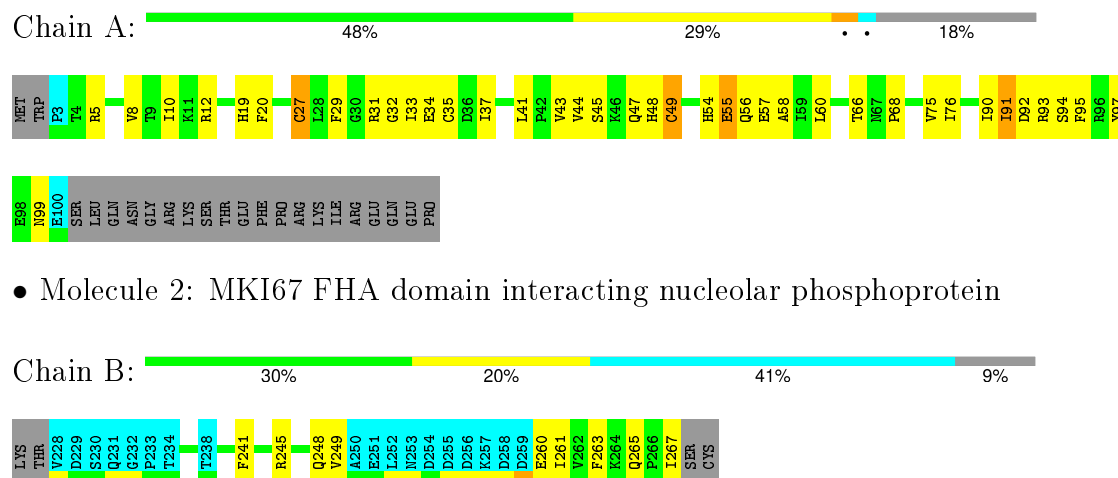 Chain A:
48% 29% • • 18%
MET TRP P3 T4 R5 V8 T9 I10 K11 R12 H19 F20 C27 L28 F29 G30 R31 G32 I33 E34 C35 D36 I37 L41 P42 V43 V44 S45 K46 Q47 H48 C49 H54 E55 Q56 E57 A58 I59 L60 T66 N67 P68 V75 I76 I90 I91 D92 R93 S94 F95 R96 Y97
E98 N99 E100 SER LEU GLN ASN GLY ARG LYS SER THR GLU PHE PRO ARG LYS ILE ARG GLU GLN GLU PRO
• Molecule 2: MKI67 FHA domain interacting nucleolar phosphoprotein
Chain B:
30% 20% 41% 9%
LYS THR V228 D229 S230 Q231 G232 P233 T234 T238 F241 R245 Q248 V249 A250 E251 L252 N253 D254 D255 D256 K257 D258 D259 E260 I261 V262 F263 K264 Q265 P266 I267 SER CYS